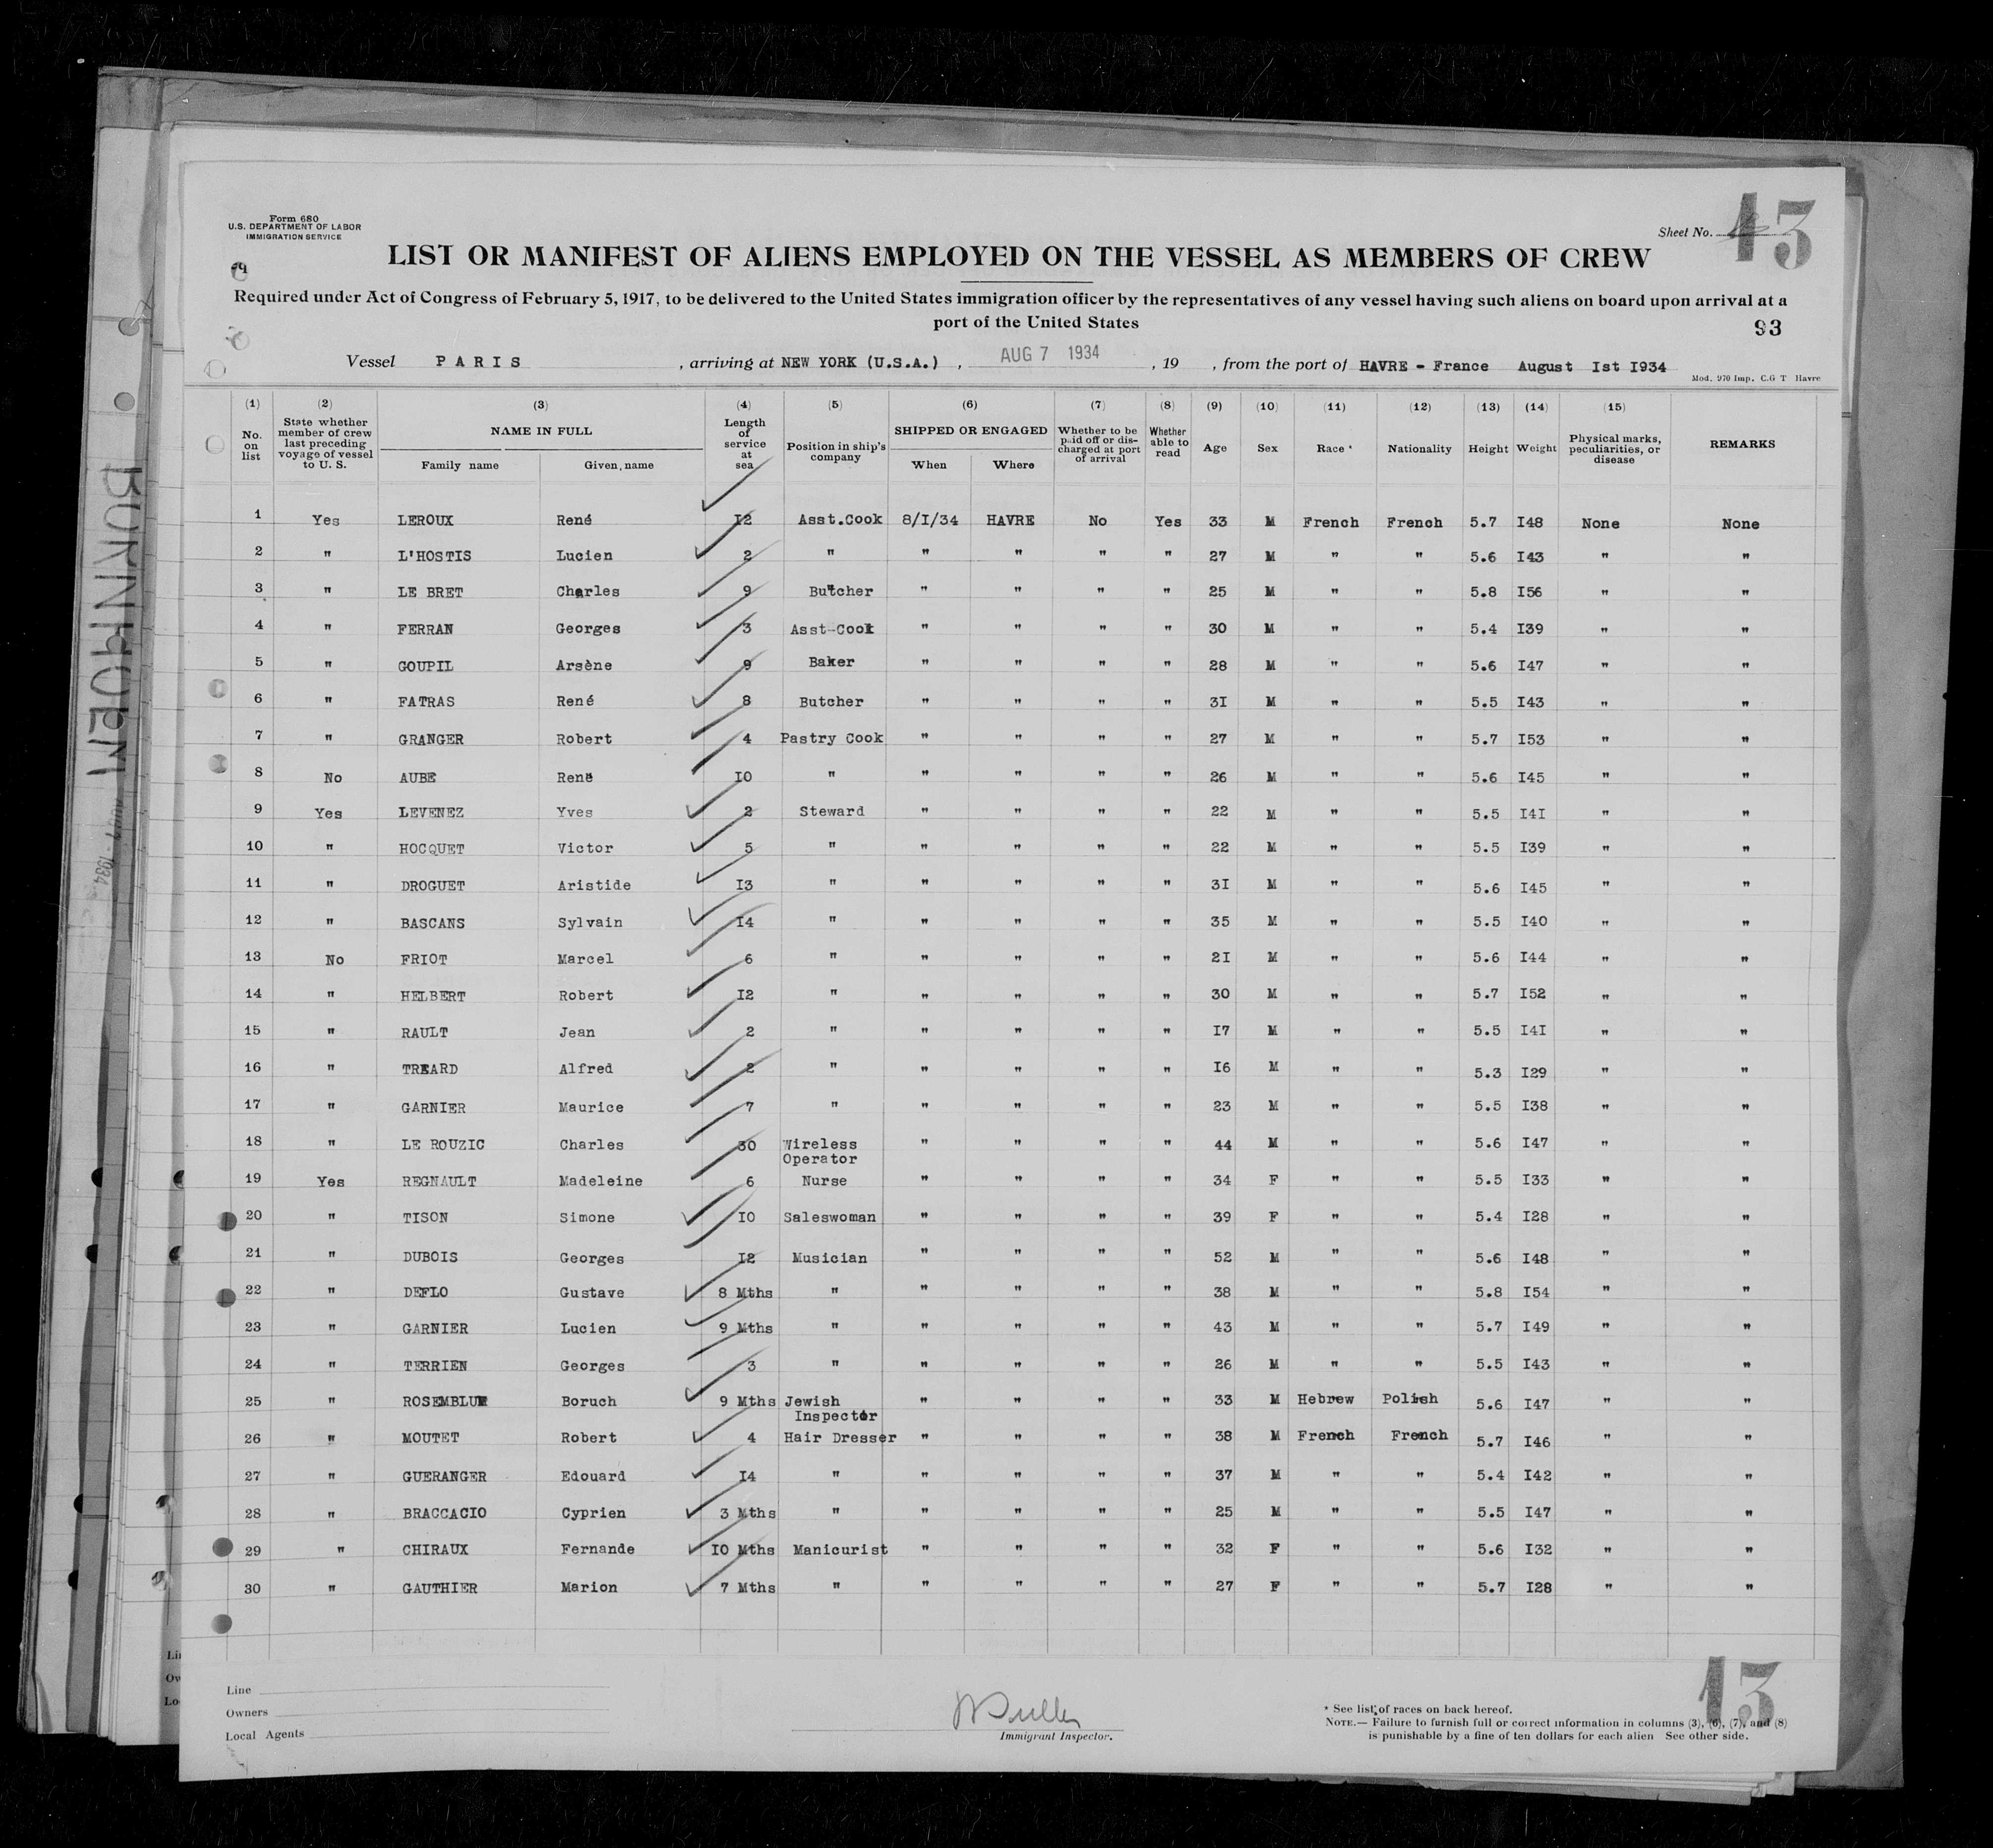 Form 680
U.S. DEPARTMENT OF LABOR
IMMIGRATION SERVICE
Sheet No.
43
LIST OR MANIFEST OF ALIENS EMPLOYED ON THE VESSEL AS MEMBERS OF CREW
Required under Act of Congress of February 5, 1917, to be delivered to the United States immigration officer by the representatives of any vessel having such aliens on board upon arrival at a
port of the United States
93
Vessel PARIS , arriving at NEW YORK (U.S.A.) , AUG 7 1934 , 19 , from the port of HAVRE - France August Ist I934
Mod. 970 Imp. C.G T Havre
(1) (2) (3) (4) (5) (6) (7) (8) (9) (10) (11) (12) (13) (14) (15)
No. on list State whether member of crew last preceding voyage of vessel to U. S. NAME IN FULL Family name Given name Length of service at sea Position in ship's company SHIPPED OR ENGAGED When Where Whether to be paid off or discharged at port of arrival Whether able to read Age Sex Race * Nationality Height Weight Physical marks, peculiarities, or disease REMARKS
1 Yes LEROUX René I2 Asst.Cook 8/I/34 HAVRE No Yes 33 M French French 5.7 I48 None None
2 " L'HOSTIS Lucien 2 " " " " " 27 M " " 5.6 I43 " "
3 " LE BRET Charles 9 Butcher " " " " 25 M " " 5.8 I56 " "
4 " FERRAN Georges 3 Asst-Cook " " " " 30 M " " 5.4 I39 " "
5 " GOUPIL Arsène 9 Baker " " " " 28 M " " 5.6 I47 " "
6 " FATRAS René 8 Butcher " " " " 3I M " " 5.5 I43 " "
7 " GRANGER Robert 4 Pastry Cook " " " " 27 M " " 5.7 I53 " "
8 No AUBE René I0 " " " " " 26 M " " 5.6 I45 " "
9 Yes LEVENEZ Yves 2 Steward " " " " 22 M " " 5.5 I4I " "
10 " HOCQUET Victor 5 " " " " " 22 M " " 5.5 I39 " "
11 " DROGUET Aristide I3 " " " " " 3I M " " 5.6 I45 " "
12 " BASCANS Sylvain I4 " " " " " 35 M " " 5.5 I40 " "
13 No FRIOT Marcel 6 " " " " " 2I M " " 5.6 I44 " "
14 " HELBERT Robert I2 " " " " " 30 M " " 5.7 I52 " "
15 " RAULT Jean 2 " " " " " I7 M " " 5.5 I4I " "
16 " TREARD Alfred 2 " " " " " I6 M " " 5.3 I29 " "
17 " GARNIER Maurice 7 " " " " " 23 M " " 5.5 I38 " "
18 " LE ROUZIC Charles 30 Wireless Operator " " " " 44 M " " 5.6 I47 " "
19 Yes REGNAULT Madeleine 6 Nurse " " " " 34 F " " 5.5 I33 " "
20 " TISON Simone I0 Saleswoman " " " " 39 F " " 5.4 I28 " "
21 " DUBOIS Georges I2 Musician " " " " 52 M " " 5.6 I48 " "
22 " DEFLO Gustave 8 Mths " " " " " 38 M " " 5.8 I54 " "
23 " GARNIER Lucien 9 Mths " " " " " 43 M " " 5.7 I49 " "
24 " TERRIEN Georges 3 " " " " " 26 M " " 5.5 I43 " "
25 " ROSEMBLUM Boruch 9 Mths Jewish Inspector " " " " 33 M Hebrew Polish 5.6 I47 " "
26 " MOUTET Robert 4 Hair Dresser " " " " 38 M French French 5.7 I46 " "
27 " GUERANGER Edouard I4 " " " " " 37 M " " 5.4 I42 " "
28 " BRACCACIO Cyprien 3 Mths " " " " " 25 M " " 5.5 I47 " "
29 " CHIRAUX Fernande I0 Mths Manicurist " " " " 32 F " " 5.6 I32 " "
30 " GAUTHIER Marion 7 Mths " " " " " 27 F " " 5.7 I28 " "
Line
Owners
Local Agents
Immigrant Inspector.
* See list of races on back hereof.
NOTE.— Failure to furnish full or correct information in columns (3), (6), (7), and (8)
is punishable by a fine of ten dollars for each alien See other side.
13